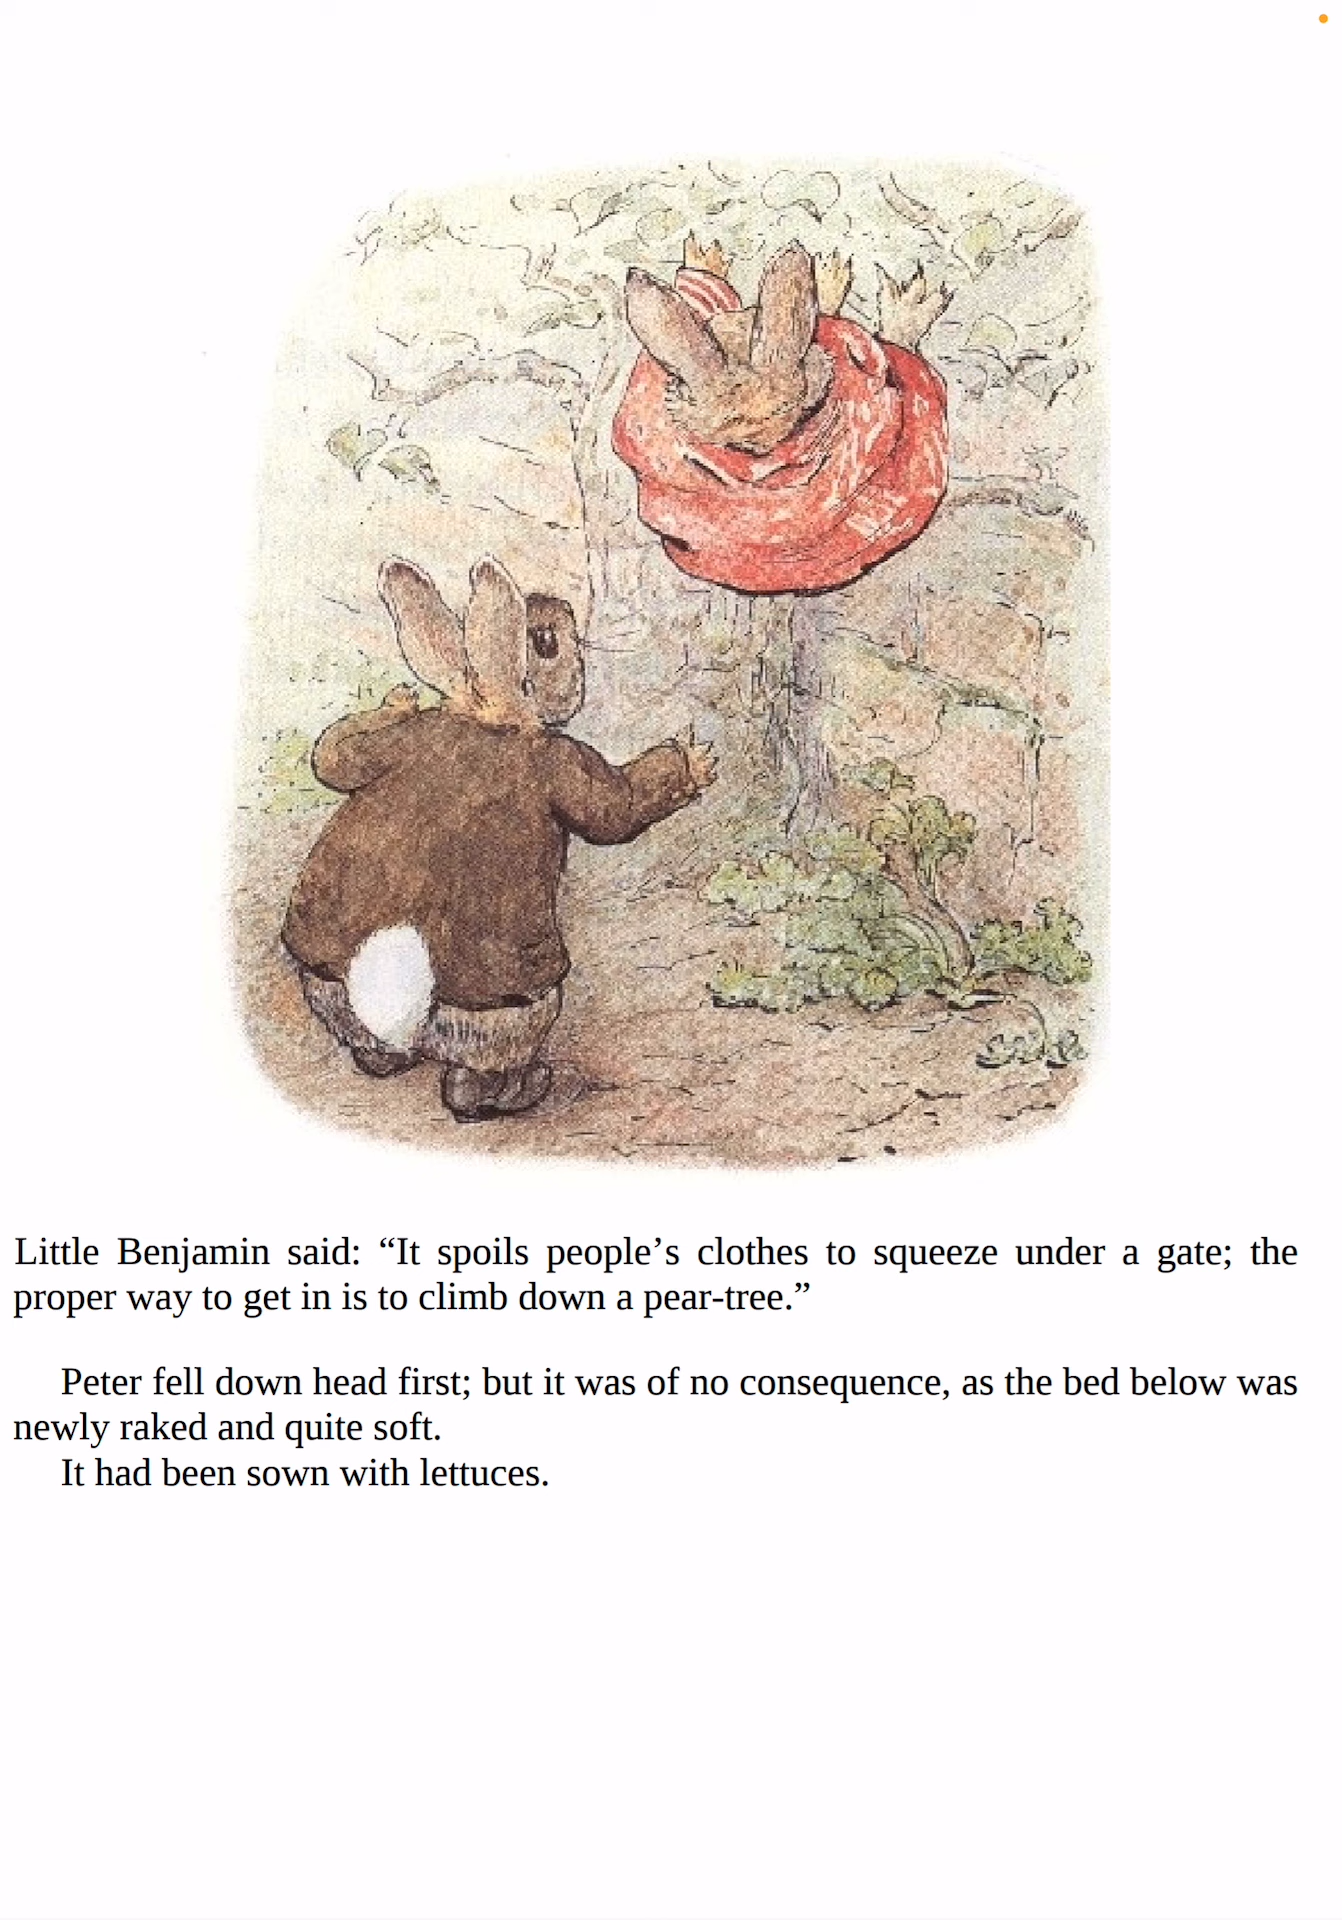 Little Benjamin said: “It spoils people’s clothes to squeeze under a gate; the
proper way to get in is to climb down a pear-tree.”
Peter fell down head first; but it was of no consequence, as the bed below was
newly raked and quite soft.
It had been sown with lettuces.